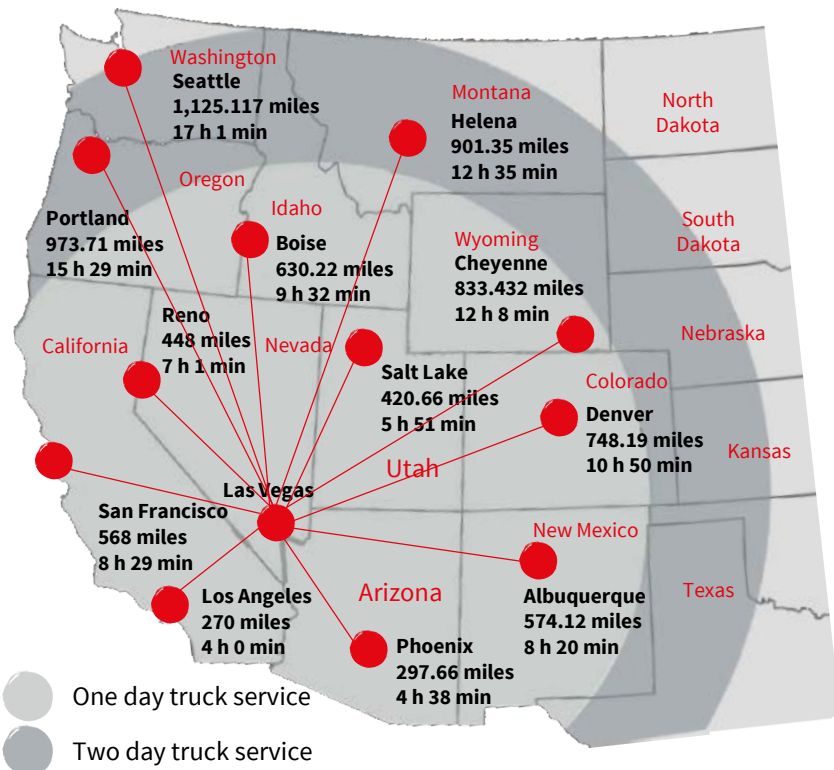 Washington
Seattle
1,125.117 miles
17 h 1 min
Montana
Helena
901.35 miles
12 h 35 min
North
Dakota
Oregon
Idaho
Portland
973.71 miles
15 h 29 min
Boise
630.22 miles
9 h 32 min
Wyoming
Cheyenne
833.432 miles
12 h 8 min
South
Dakota
Reno
448 miles
7 h 1 min
California
Nevada
Salt Lake
420.66 miles
5 h 51 min
Utah
Colorado
Denver
748.19 miles
10 h 50 min
Nebraska
Kansas
Las Vegas
San Francisco
568 miles
8 h 29 min
New Mexico
Albuquerque
574.12 miles
8 h 20 min
Texas
Arizona
Los Angeles
270 miles
4 h 0 min
Phoenix
297.66 miles
4 h 38 min
One day truck service
Two day truck service